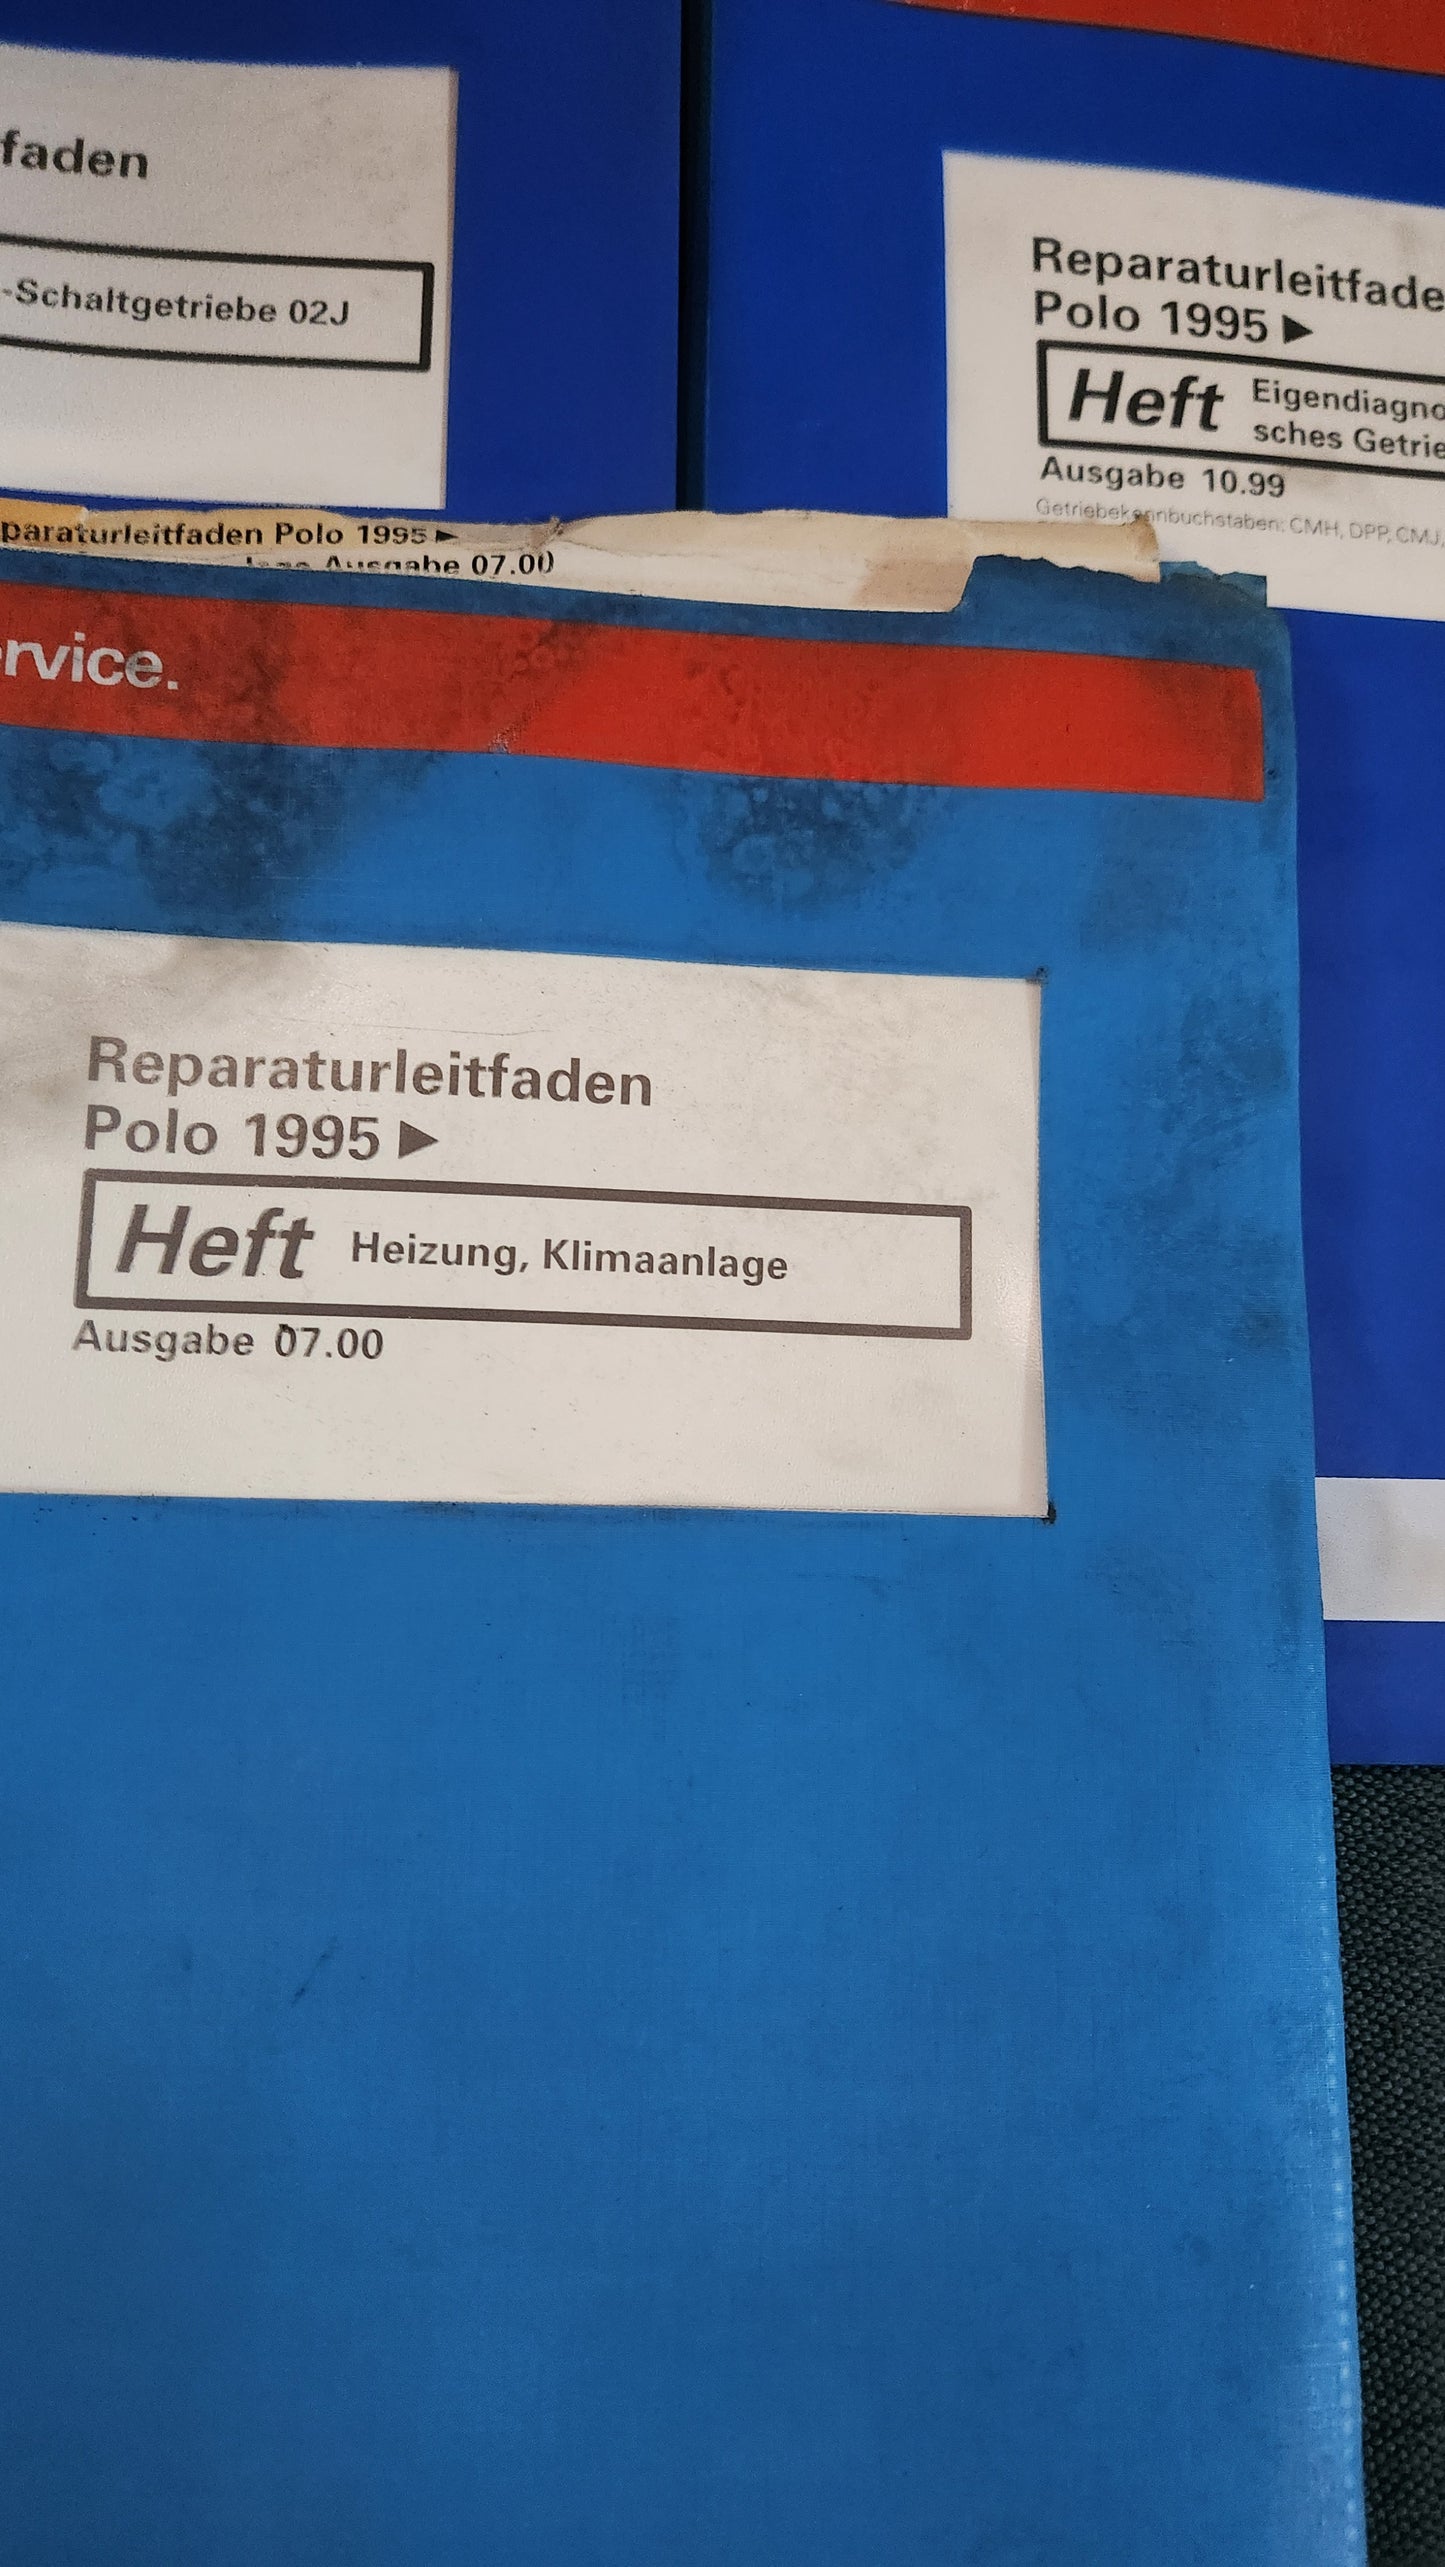 faden
-Schaltgetriebe 02J
Reparaturleitfade
Polo 1995 ►
Heft Eigendiagno
sches Getrie
Ausgabe 10.99
Getriebekennbuchstaben: CMH, DPP, CMJ,
paraturleitfaden Polo 1995 ►
Ausgabe 07.00
rvice.
Reparaturleitfaden
Polo 1995 ►
Heft Heizung, Klimaanlage
Ausgabe 07.00